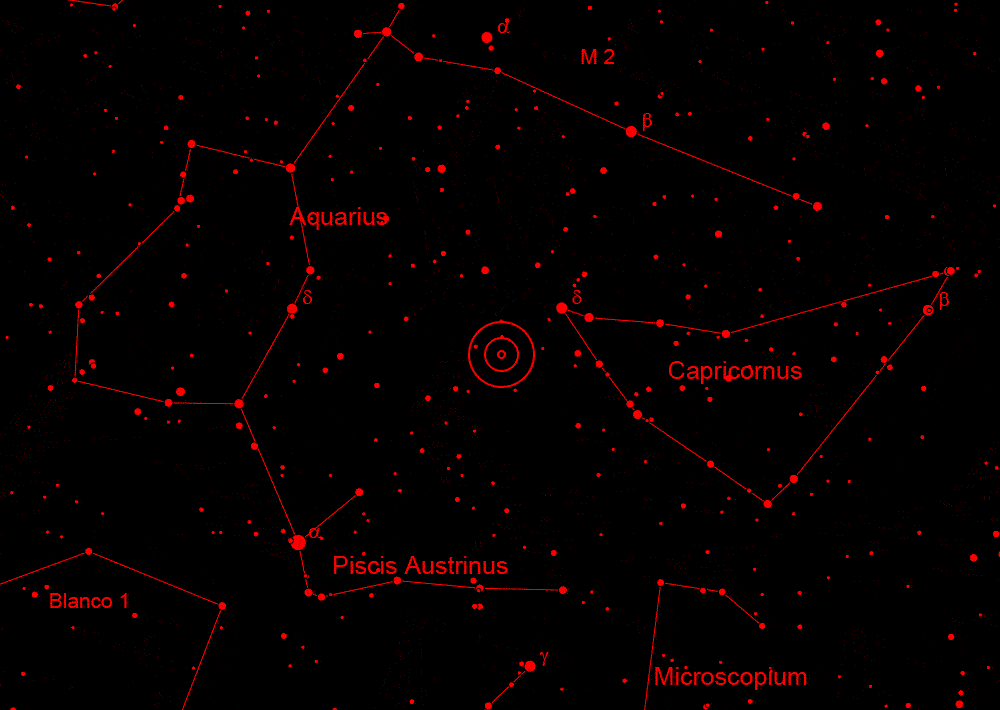 α
M 2
β
Aquarius
δ
δ
β
Capricornus
α
Piscis Austrinus
Blanco 1
γ
Microscopium